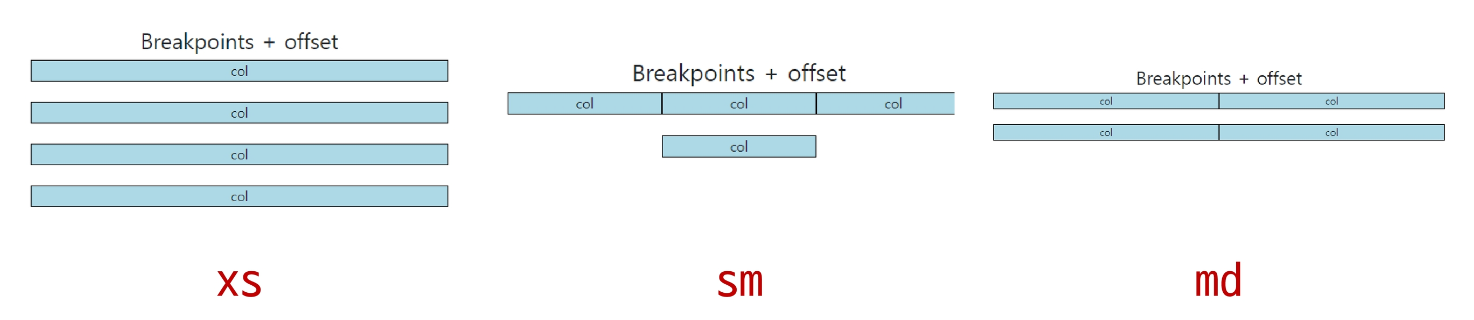 Breakpoints + offset
col
col
col
col
xs
Breakpoints + offset
col col col
col
sm
Breakpoints + offset
col col
col col
md